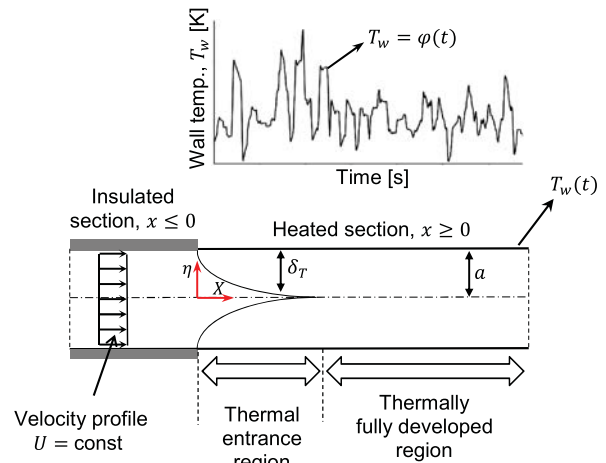 Wall temp., T_w [K]
T_w = φ(t)
Time [s]
Insulated
section, x ≤ 0
Heated section, x ≥ 0
T_w(t)
η
X
δ_T
a
Velocity profile
U = const
Thermal
entrance
region
Thermally
fully developed
region